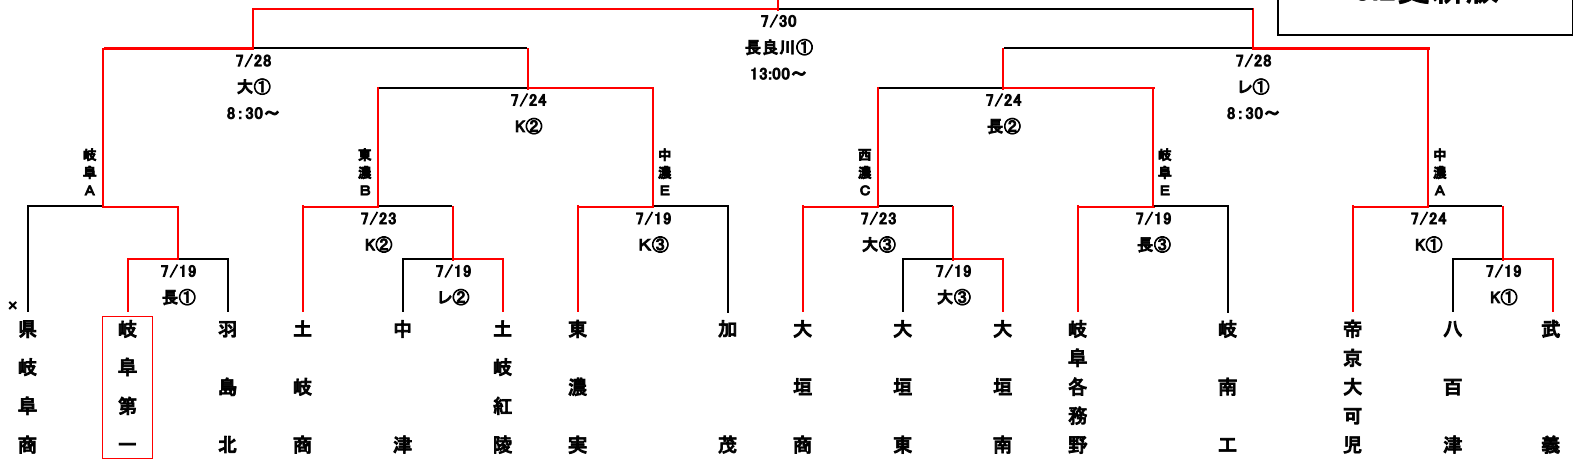 7/30
長良川①
13:00～
7/28
大①
8:30～
7/28
レ①
8:30～
7/24
K②
7/24
長②
岐阜A
東濃B
中濃E
西濃C
岐阜E
中濃A
7/23
K②
7/19
K③
7/23
大③
7/19
長③
7/24
K①
7/19
長①
7/19
レ②
7/19
大③
7/19
K①
×
県岐阜商
岐阜第一
羽島北
土岐商
中津
土岐紅陵
東濃実
加茂
大垣商
大垣東
大垣南
岐阜各務野
岐南工
帝京大可児
八百津
武義